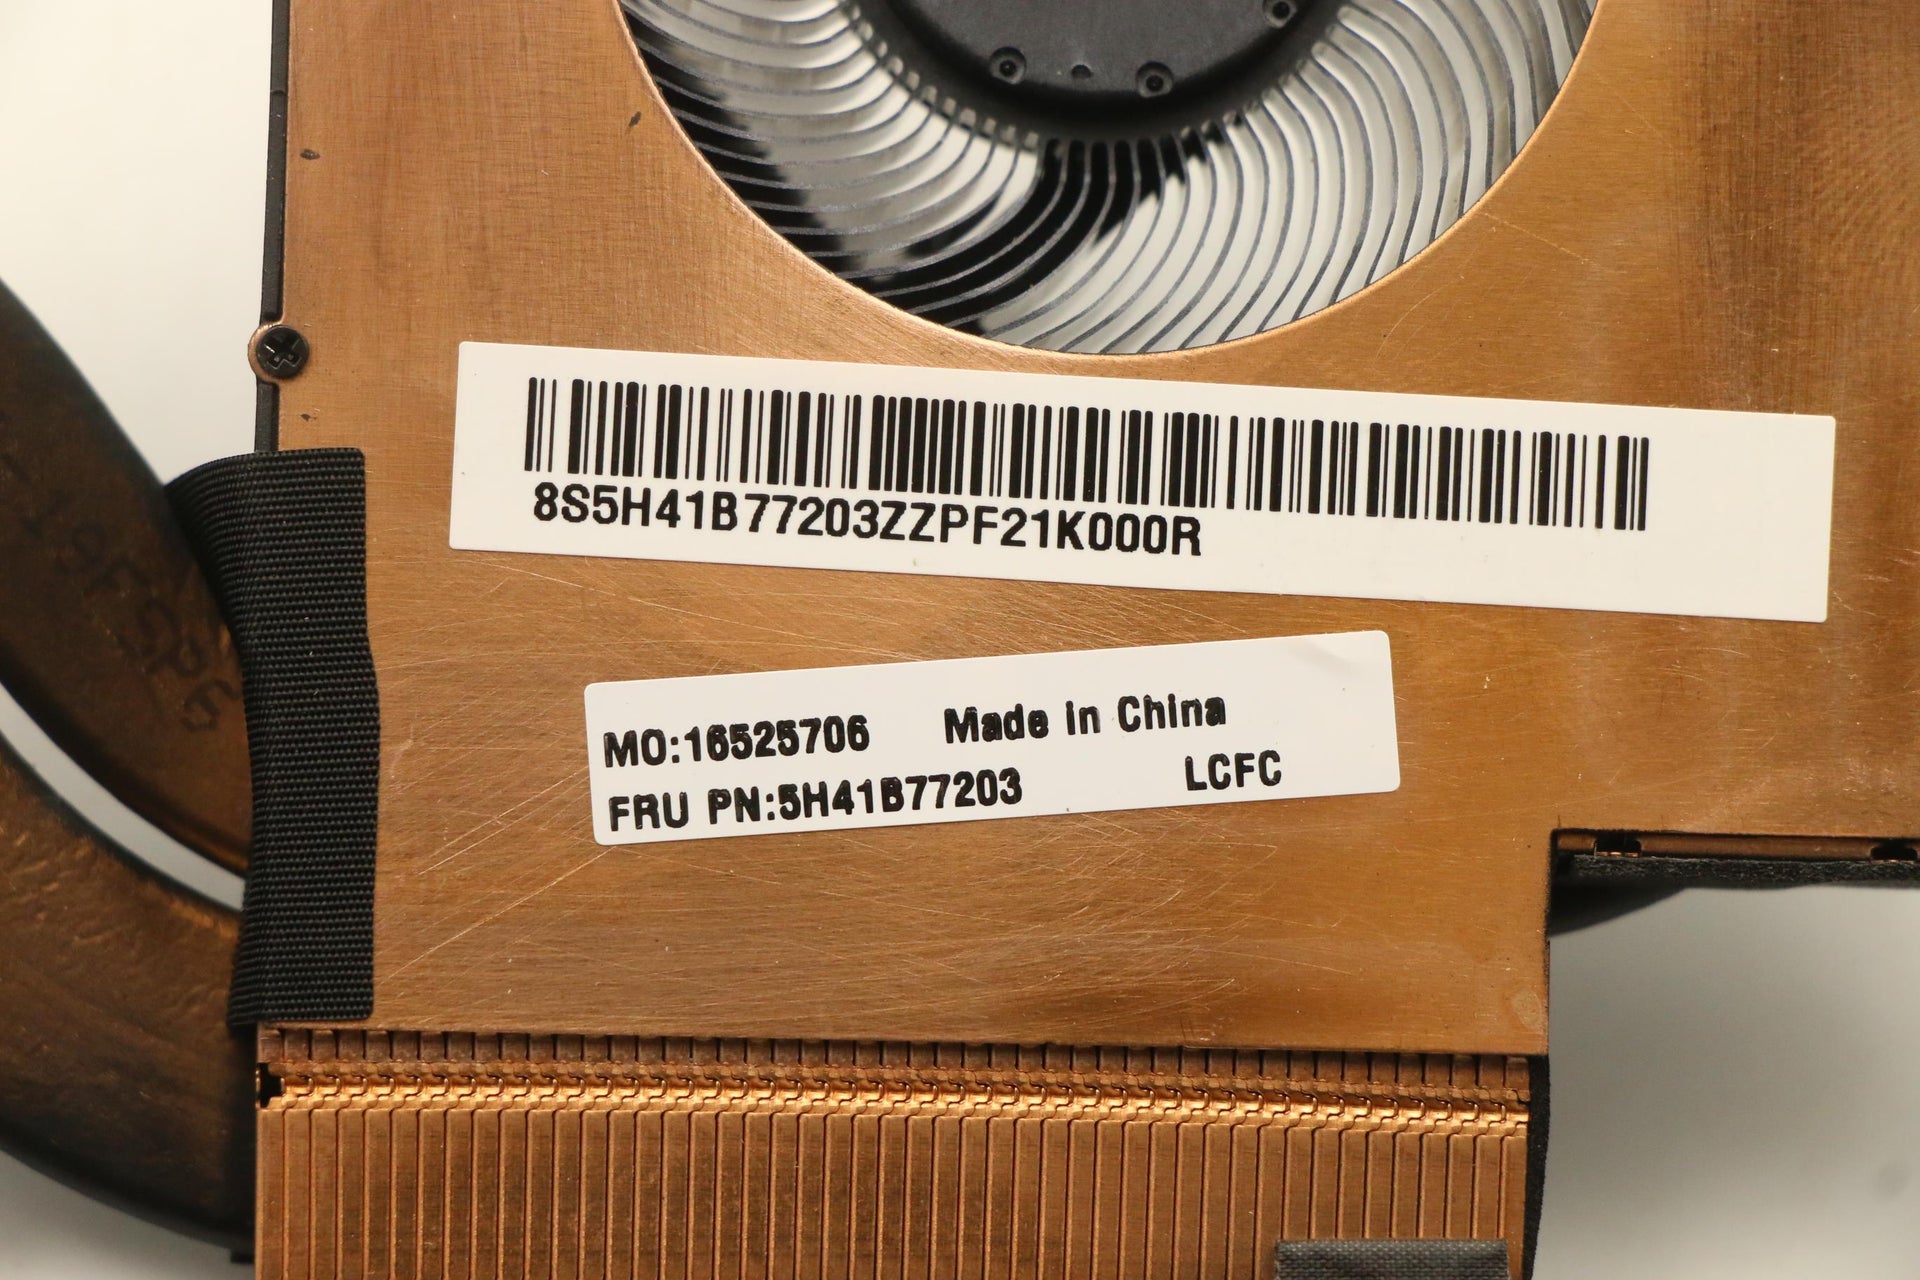 8S5H41B77203ZZPF21K000R
MO:16525706 Made in China
FRU PN:5H41B77203 LCFC